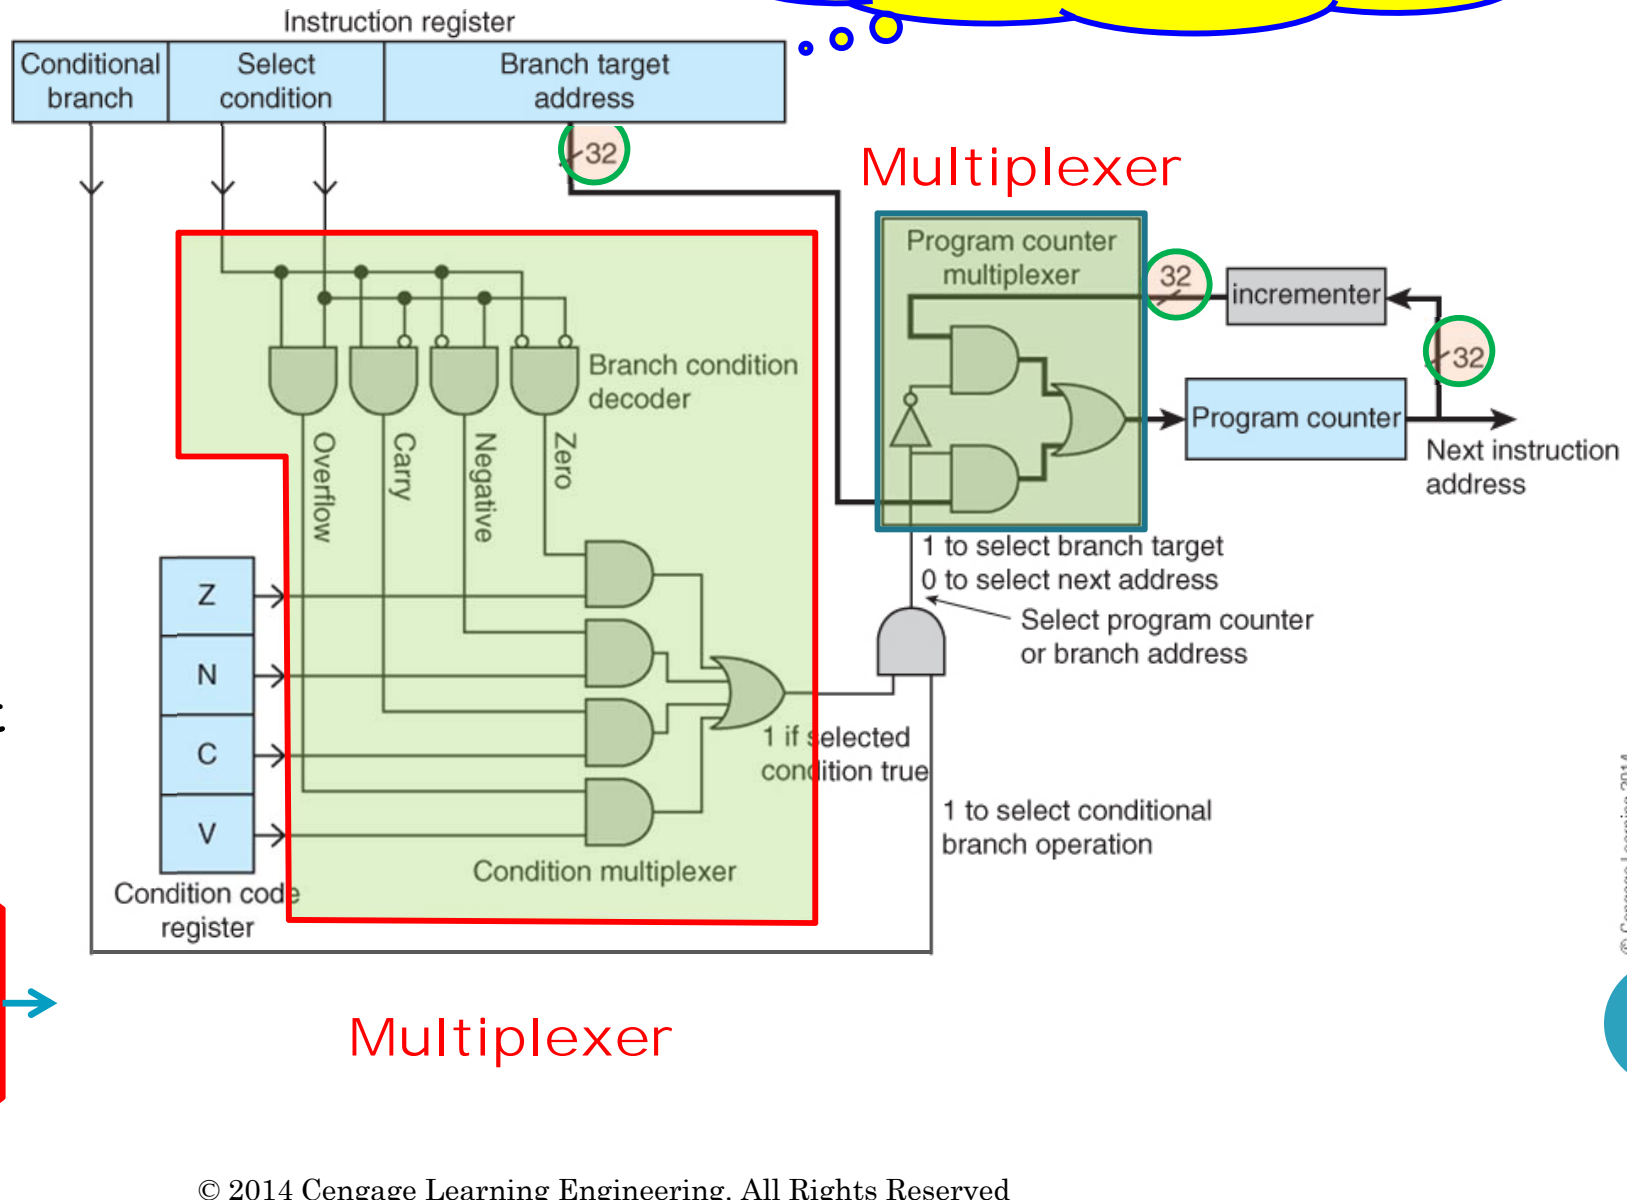 Instruction register
Conditional
branch
Select
condition
Branch target
address
32
Multiplexer
Program counter
multiplexer
32
incrementer
32
Branch condition
decoder
Program counter
Next instruction
address
Overflow
Carry
Negative
Zero
1 to select branch target
0 to select next address
Select program counter
or branch address
Z
N
C
V
1 if selected
condition true
1 to select conditional
branch operation
Condition multiplexer
Condition code
register
Multiplexer
© Cengage Learning 2014
© 2014 Cengage Learning Engineering. All Rights Reserved